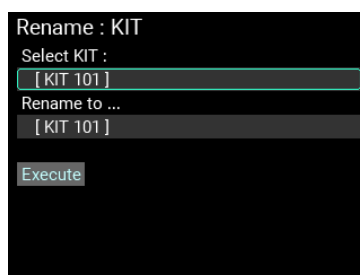 Rename : KIT
Select KIT :
[ KIT 101 ]
Rename to ...
[ KIT 101 ]
Execute